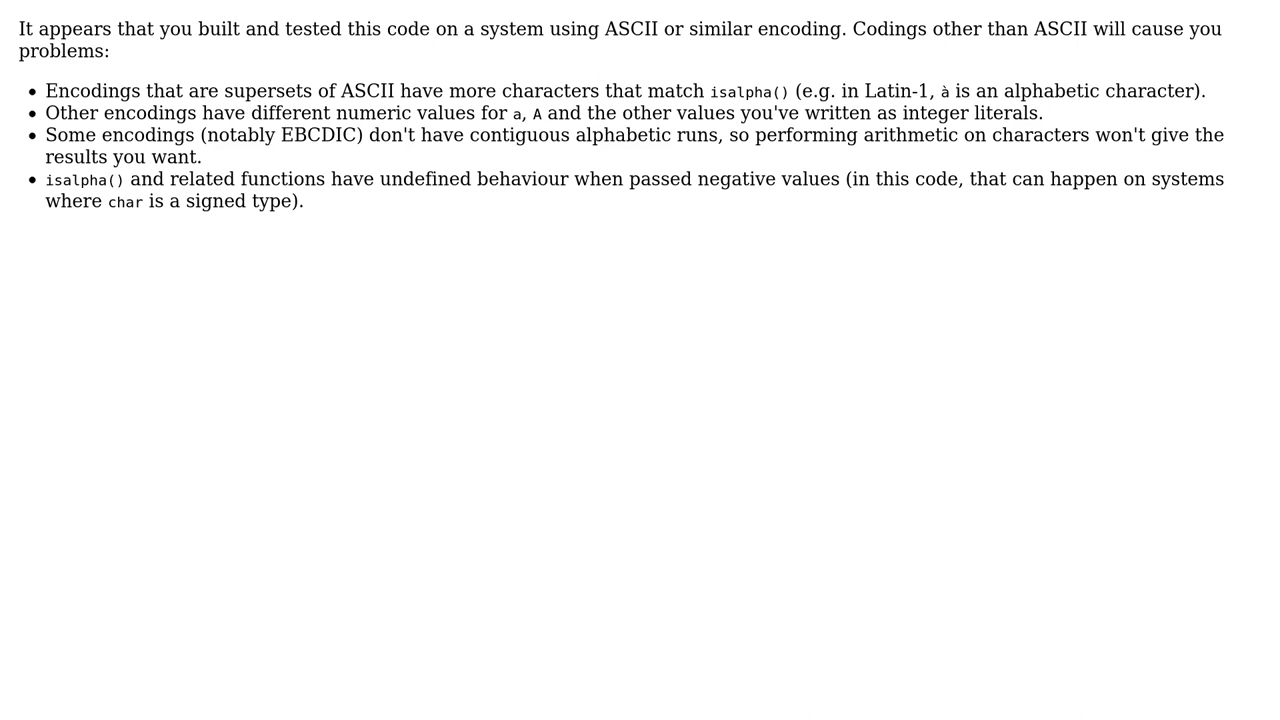 It appears that you built and tested this code on a system using ASCII or similar encoding. Codings other than ASCII will cause you
problems:
• Encodings that are supersets of ASCII have more characters that match isalpha() (e.g. in Latin-1, à is an alphabetic character).
• Other encodings have different numeric values for a, A and the other values you've written as integer literals.
• Some encodings (notably EBCDIC) don't have contiguous alphabetic runs, so performing arithmetic on characters won't give the
results you want.
• isalpha() and related functions have undefined behaviour when passed negative values (in this code, that can happen on systems
where char is a signed type).